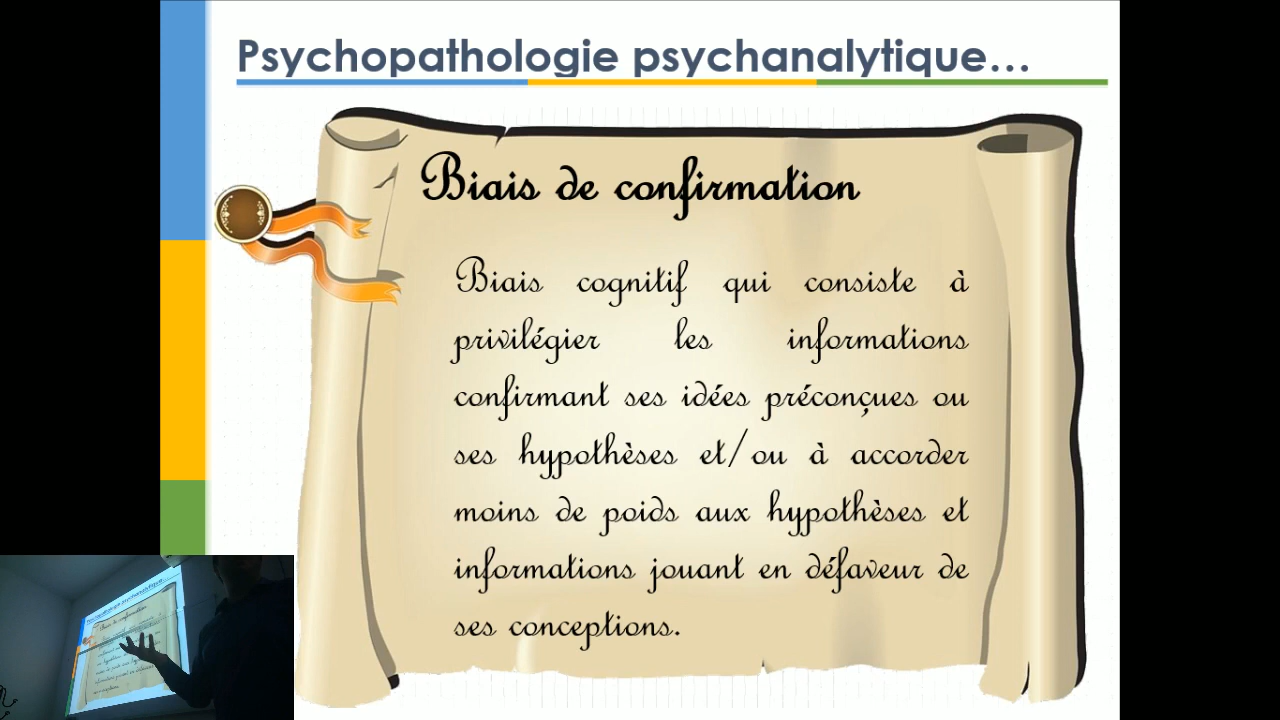 Psychopathologie psychanalytique...
Biais de confirmation
Biais cognitif qui consiste à
privilégier les informations
confirmant ses idées préconçues ou
ses hypothèses et/ou à accorder
moins de poids aux hypothèses et
informations jouant en défaveur de
ses conceptions.